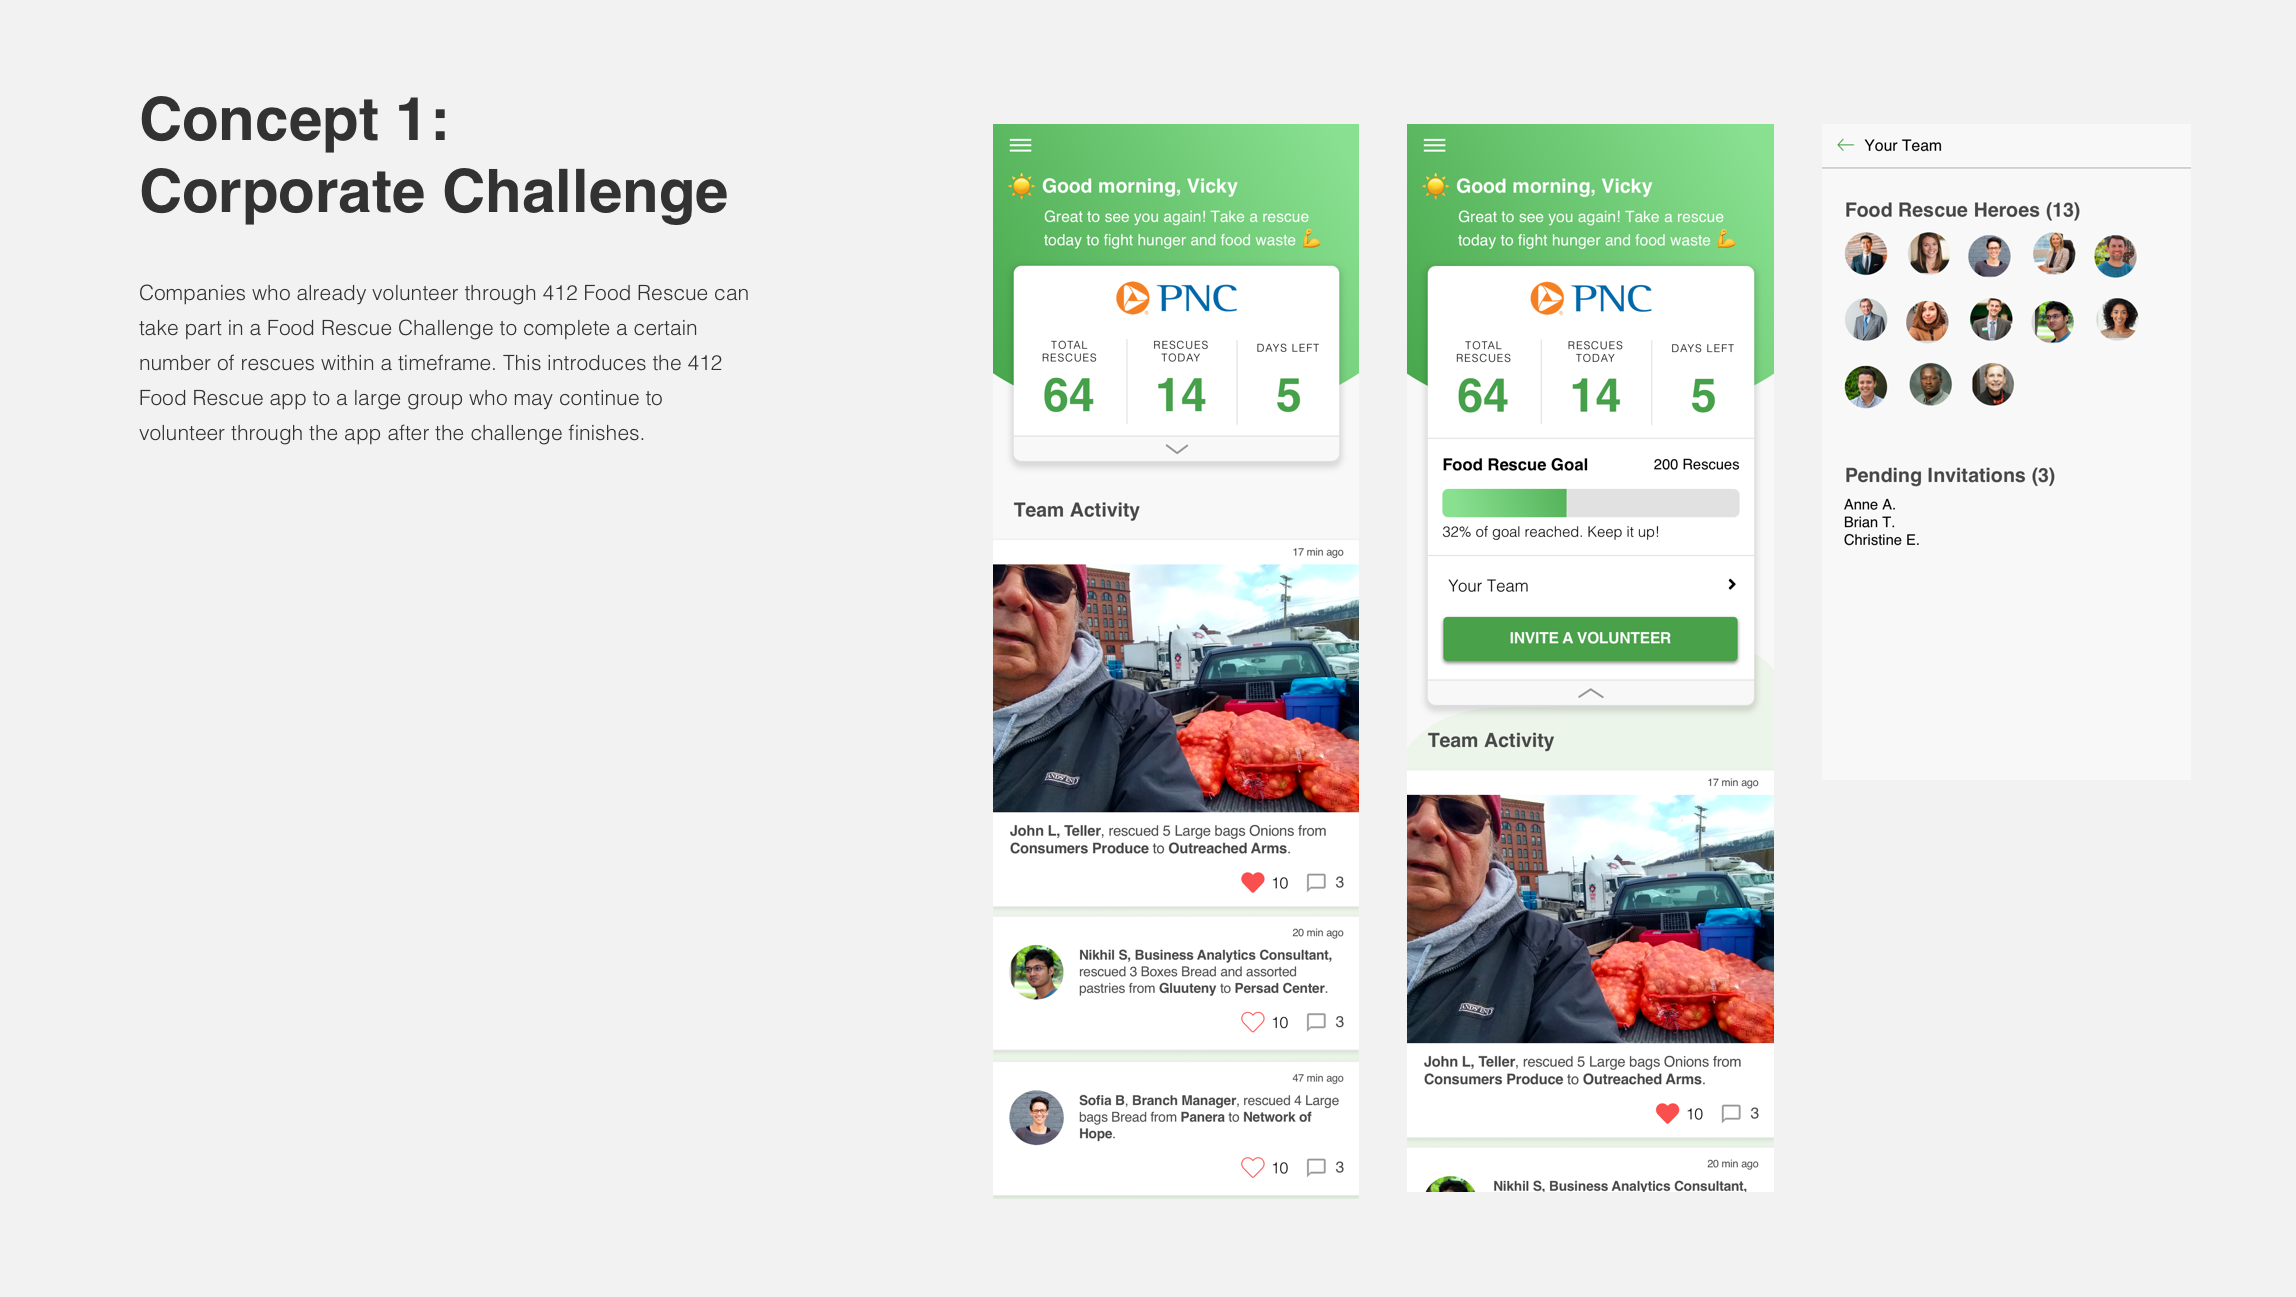 Concept 1:
Corporate Challenge
Companies who already volunteer through 412 Food Rescue can
take part in a Food Rescue Challenge to complete a certain
number of rescues within a timeframe. This introduces the 412
Food Rescue app to a large group who may continue to
volunteer through the app after the challenge finishes.
Good morning, Vicky
Great to see you again! Take a rescue
today to fight hunger and food waste
PNC
TOTAL
RESCUES
64
RESCUES
TODAY
14
DAYS LEFT
5
Team Activity
17 min ago
LANDS' END
John L, Teller, rescued 5 Large bags Onions from
Consumers Produce to Outreached Arms.
10 3
20 min ago
Nikhil S, Business Analytics Consultant,
rescued 3 Boxes Bread and assorted
pastries from Gluuteny to Persad Center.
10 3
47 min ago
Sofia B, Branch Manager, rescued 4 Large
bags Bread from Panera to Network of
Hope.
10 3
Good morning, Vicky
Great to see you again! Take a rescue
today to fight hunger and food waste
PNC
TOTAL
RESCUES
64
RESCUES
TODAY
14
DAYS LEFT
5
Food Rescue Goal 200 Rescues
32% of goal reached. Keep it up!
Your Team
INVITE A VOLUNTEER
Team Activity
17 min ago
LANDS' END
John L, Teller, rescued 5 Large bags Onions from
Consumers Produce to Outreached Arms.
10 3
20 min ago
Nikhil S, Business Analytics Consultant,
Your Team
Food Rescue Heroes (13)
Pending Invitations (3)
Anne A.
Brian T.
Christine E.